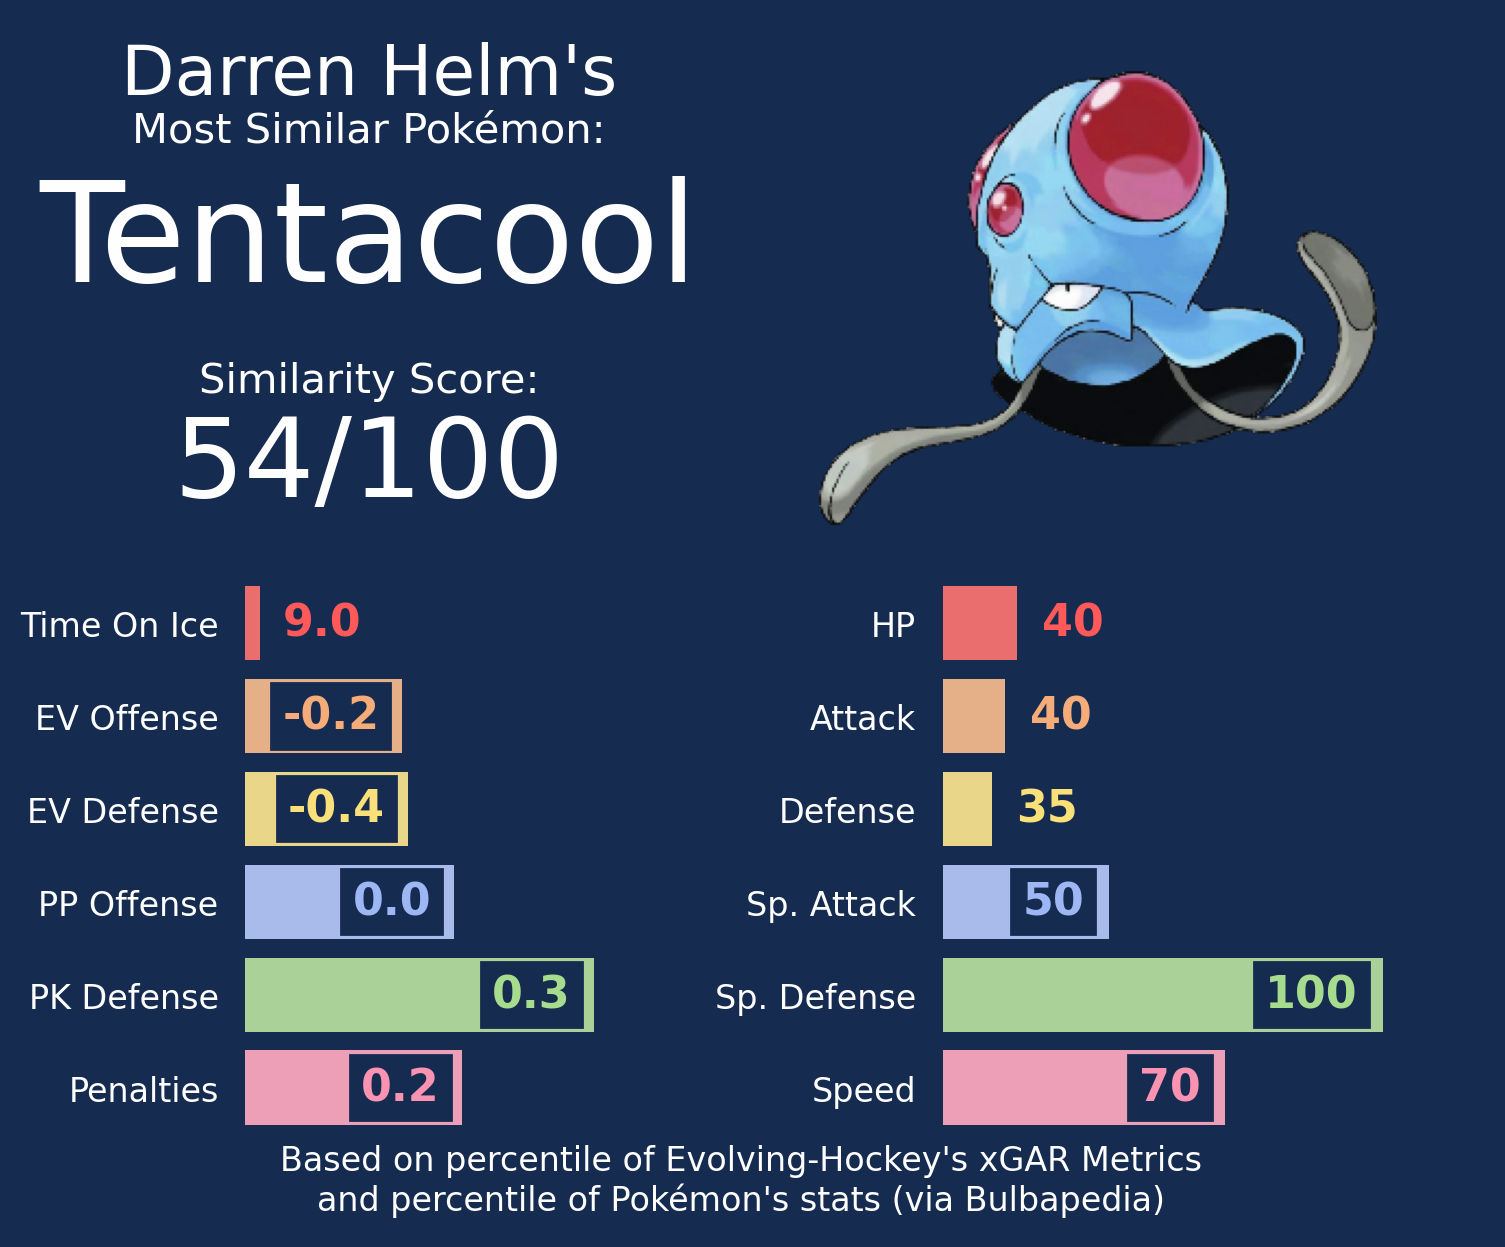 Darren Helm's
Most Similar Pokémon:
Tentacool
Similarity Score:
54/100
Time On Ice 9.0
EV Offense -0.2
EV Defense -0.4
PP Offense 0.0
PK Defense 0.3
Penalties 0.2
HP 40
Attack 40
Defense 35
Sp. Attack 50
Sp. Defense 100
Speed 70
Based on percentile of Evolving-Hockey's xGAR Metrics
and percentile of Pokémon's stats (via Bulbapedia)